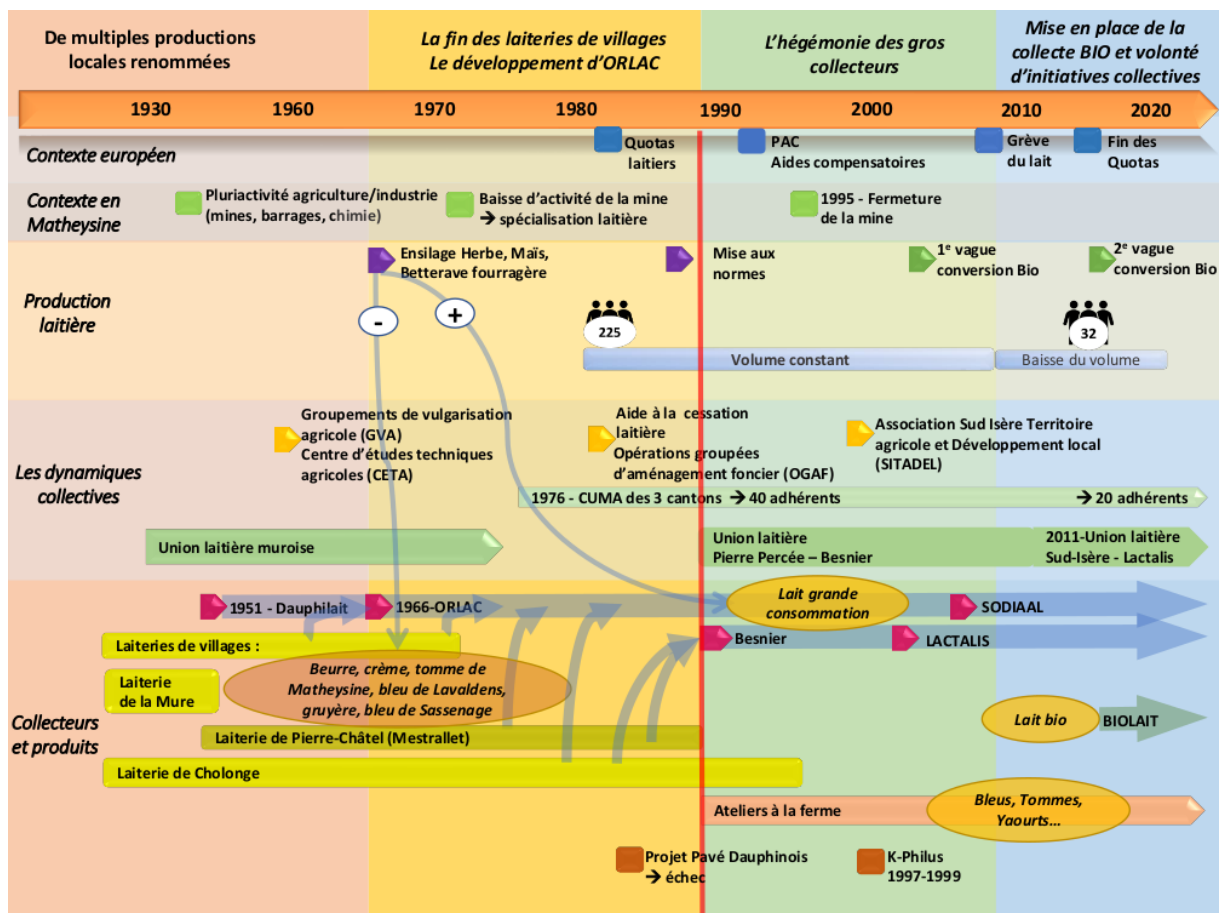 De multiples productions
locales renommées
La fin des laiteries de villages
Le développement d'ORLAC
L'hégémonie des gros
collecteurs
Mise en place de la
collecte BIO et volonté
d'initiatives collectives
1930
1960
1970
1980
1990
2000
2010
2020
Contexte européen
Quotas
laitiers
PAC
Aides compensatoires
Grève
du lait
Fin des
Quotas
Contexte en
Matheysine
Pluriactivité agriculture/industrie
(mines, barrages, chimie)
Baisse d'activité de la mine
→ spécialisation laitière
1995 - Fermeture
de la mine
Production
laitière
Ensilage Herbe, Maïs,
Betterave fourragère
Mise aux
normes
1e vague
conversion Bio
2e vague
conversion Bio
-
+
225
32
Volume constant
Baisse du volume
Les dynamiques
collectives
Groupements de vulgarisation
agricole (GVA)
Centre d'études techniques
agricoles (CETA)
Aide à la cessation
laitière
Opérations groupées
d'aménagement foncier (OGAF)
Association Sud Isère Territoire
agricole et Développement local
(SITADEL)
1976 - CUMA des 3 cantons → 40 adhérents
→ 20 adhérents
Union laitière muroise
Union laitière
Pierre Percée – Besnier
2011-Union laitière
Sud-Isère - Lactalis
Collecteurs
et produits
1951 - Dauphilait
1966-ORLAC
Lait grande
consommation
SODIAAL
Laiteries de villages :
Besnier
LACTALIS
Laiterie
de la Mure
Beurre, crème, tomme de
Matheysine, bleu de Lavaldens,
gruyère, bleu de Sassenage
Lait bio
BIOLAIT
Laiterie de Pierre-Châtel (Mestrallet)
Laiterie de Cholonge
Ateliers à la ferme
Bleus, Tommes,
Yaourts…
Projet Pavé Dauphinois
→ échec
K-Philus
1997-1999